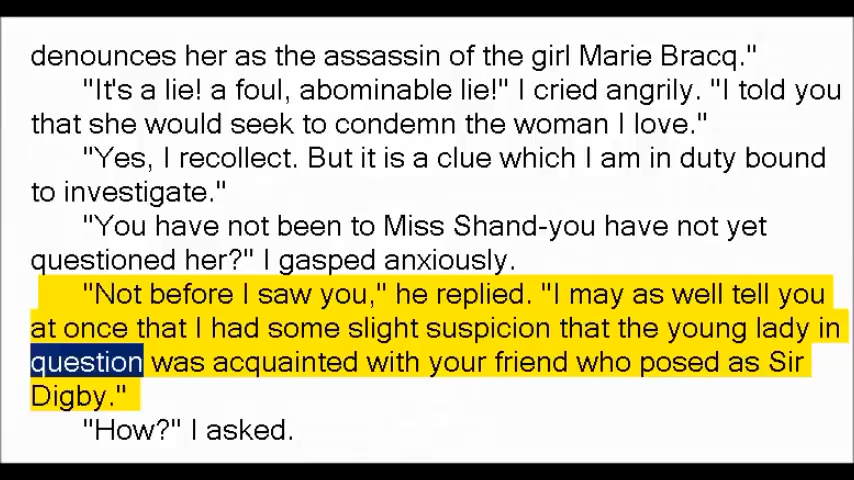 denounces her as the assassin of the girl Marie Bracq."
"It's a lie! a foul, abominable lie!" I cried angrily. "I told you
that she would seek to condemn the woman I love."
"Yes, I recollect. But it is a clue which I am in duty bound
to investigate."
"You have not been to Miss Shand-you have not yet
questioned her?" I gasped anxiously.
"Not before I saw you," he replied. "I may as well tell you
at once that I had some slight suspicion that the young lady in
question was acquainted with your friend who posed as Sir
Digby."
"How?" I asked.